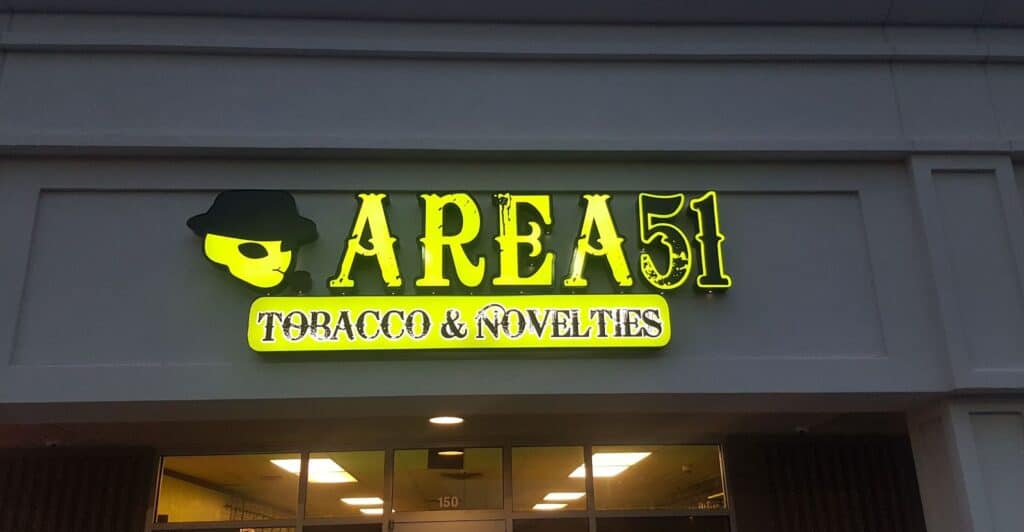 AREA51
TOBACCO & NOVELTIES
150